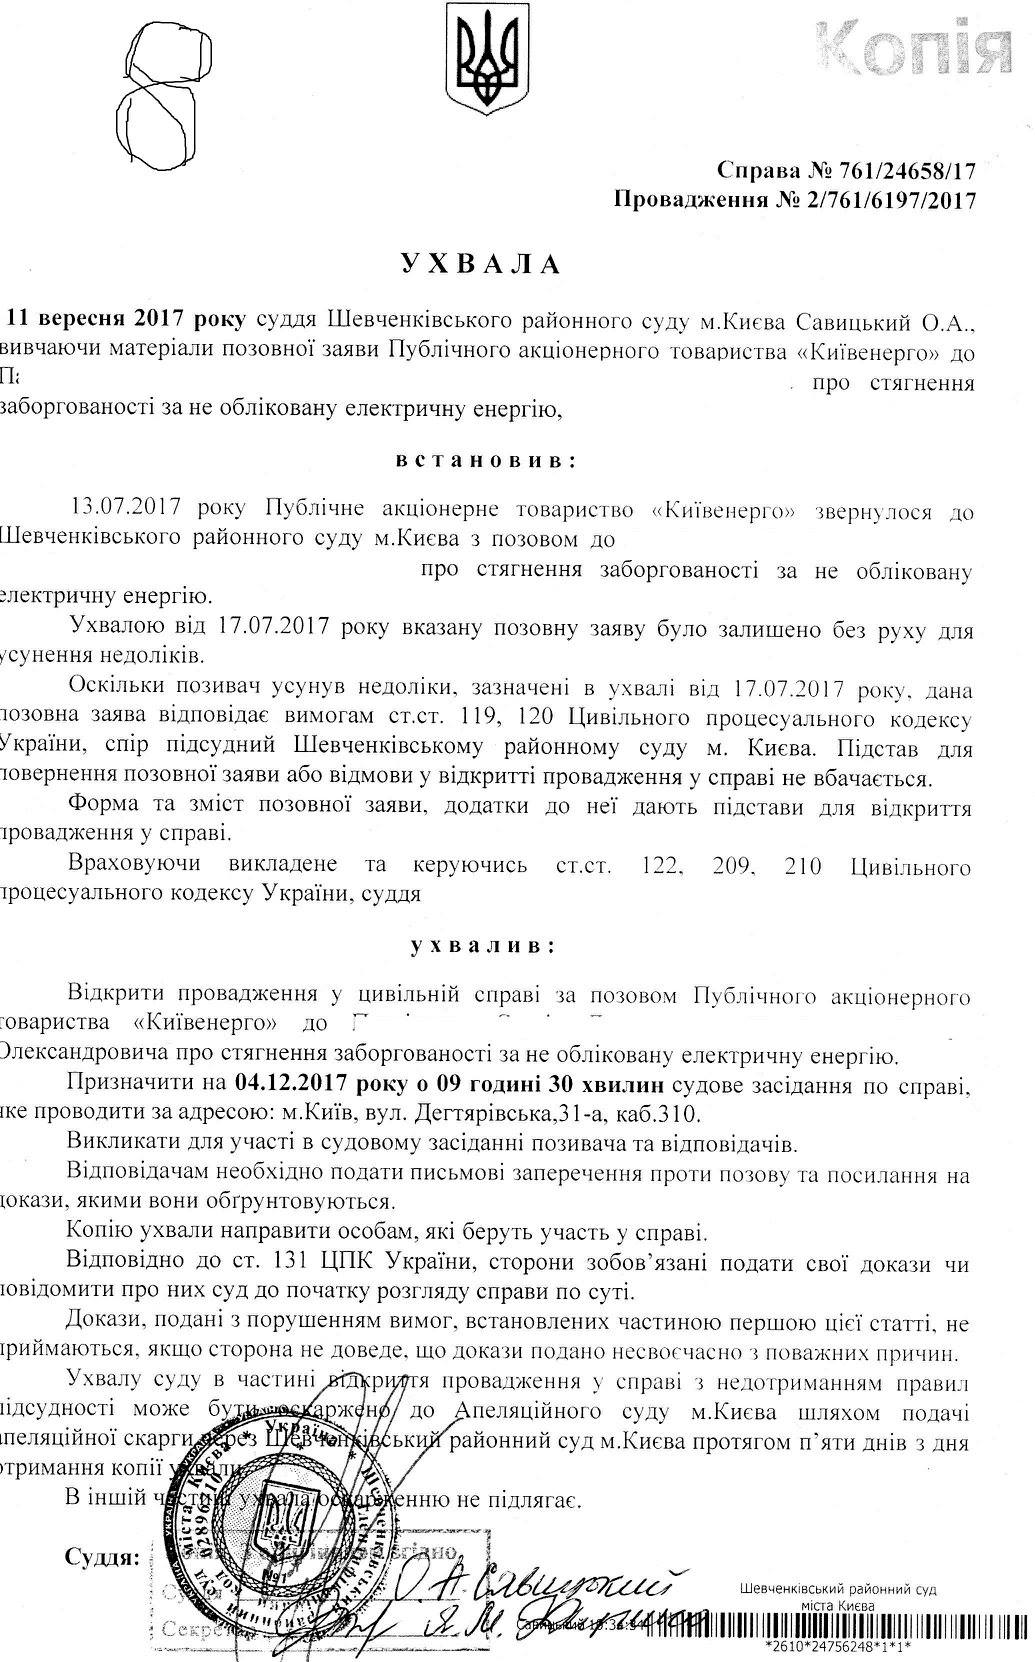 Копія
Справа № 761/24658/17
Провадження № 2/761/6197/2017
УХВАЛА
11 вересня 2017 року суддя Шевченківського районного суду м.Києва Савицький О.А.,
вивчаючи матеріали позовної заяви Публічного акціонерного товариства «Київенерго» до
про стягнення
заборгованості за не обліковану електричну енергію,
встановив:
13.07.2017 року Публічне акціонерне товариство «Київенерго» звернулося до
Шевченківського районного суду м.Києва з позовом до
про стягнення заборгованості за не обліковану
електричну енергію.
Ухвалою від 17.07.2017 року вказану позовну заяву було залишено без руху для
усунення недоліків.
Оскільки позивач усунув недоліки, зазначені в ухвалі від 17.07.2017 року, дана
позовна заява відповідає вимогам ст.ст. 119, 120 Цивільного процесуального кодексу
України, спір підсудний Шевченківському районному суду м. Києва. Підстав для
повернення позовної заяви або відмови у відкритті провадження у справі не вбачається.
Форма та зміст позовної заяви, додатки до неї дають підстави для відкриття
провадження у справі.
Враховуючи викладене та керуючись ст.ст. 122, 209, 210 Цивільного
процесуального кодексу України, суддя
ухвалив:
Відкрити провадження у цивільній справі за позовом Публічного акціонерного
товариства «Київенерго» до
Олександровича про стягнення заборгованості за не обліковану електричну енергію.
Призначити на 04.12.2017 року о 09 годині 30 хвилин судове засідання по справі,
яке проводити за адресою: м.Київ, вул. Дегтярівська,31-а, каб.310.
Викликати для участі в судовому засіданні позивача та відповідачів.
Відповідачам необхідно подати письмові заперечення проти позову та посилання на
докази, якими вони обґрунтовуються.
Копію ухвали направити особам, які беруть участь у справі.
Відповідно до ст. 131 ЦПК України, сторони зобов’язані подати свої докази чи
повідомити про них суд до початку розгляду справи по суті.
Докази, подані з порушенням вимог, встановлених частиною першою цієї статті, не
приймаються, якщо сторона не доведе, що докази подано несвоєчасно з поважних причин.
Ухвалу суду в частині відкриття провадження у справі з недотриманням правил
підсудності може бути оскаржено до Апеляційного суду м.Києва шляхом подачі
апеляційної скарги через Шевченківський районний суд м.Києва протягом п’яти днів з дня
отримання копії ухвали.
В іншій частині ухвала оскарженню не підлягає.
Суддя:
згідно
О.А. Савицький
Шевченківський районний суд
міста Києва
*2610*24756248*1*1*